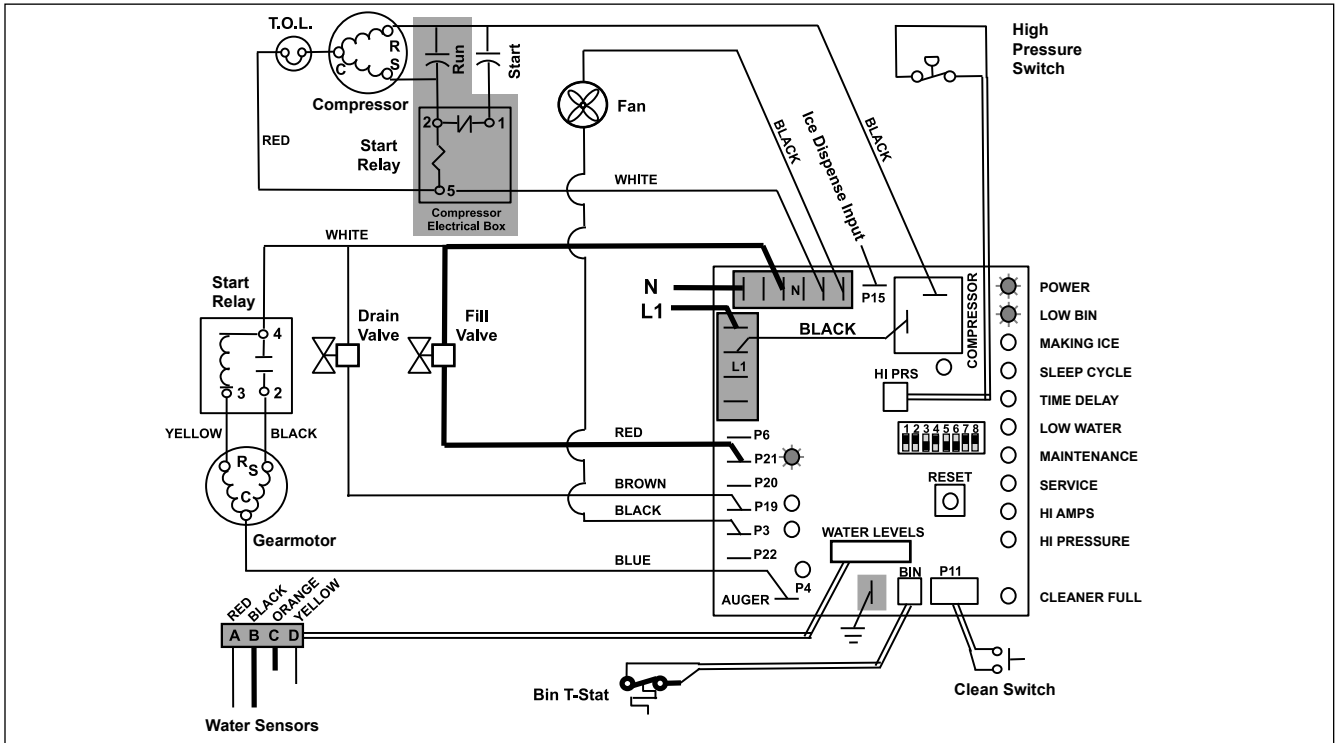 T.O.L.
R
S
C
Run
Start
Compressor
RED
2
1
Start
Relay
5
Compressor
Electrical Box
Fan
BLACK
Ice Dispense Input
BLACK
High
Pressure
Switch
WHITE
WHITE
Start
Relay
4
3
2
YELLOW
BLACK
R
S
C
Gearmotor
Drain
Valve
Fill
Valve
N
L1
N
P15
COMPRESSOR
BLACK
L1
HI PRS
1 2 3 4 5 6 7 8
RESET
RED
BROWN
BLACK
BLUE
P6
P21
P20
P19
P3
P22
P4
AUGER
WATER LEVELS
BIN
P11
POWER
LOW BIN
MAKING ICE
SLEEP CYCLE
TIME DELAY
LOW WATER
MAINTENANCE
SERVICE
HI AMPS
HI PRESSURE
CLEANER FULL
RED
BLACK
ORANGE
YELLOW
A B C D
Water Sensors
Bin T-Stat
Clean Switch